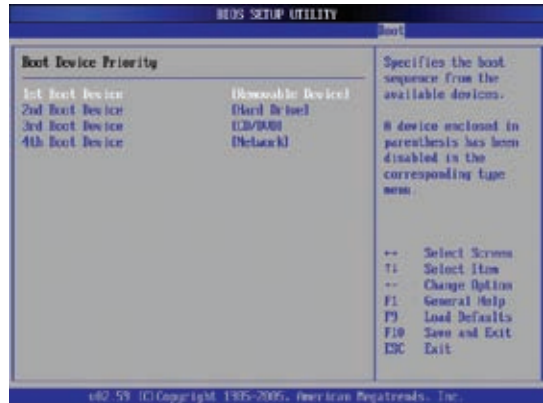 BIOS SETUP UTILITY
Boot
Boot Device Priority
1st Boot Device [Removable Device]
2nd Boot Device [Hard Drive]
3rd Boot Device [CD/DVD]
4th Boot Device [Network]
Specifies the boot
sequence from the
available devices.
A device enclosed in
parenthesis has been
disabled in the
corresponding type
menu.
←→ Select Screen
↑↓ Select Item
+- Change Option
F1 General Help
F9 Load Defaults
F10 Save and Exit
ESC Exit
v02.59 (C)Copyright 1985-2005, American Megatrends, Inc.